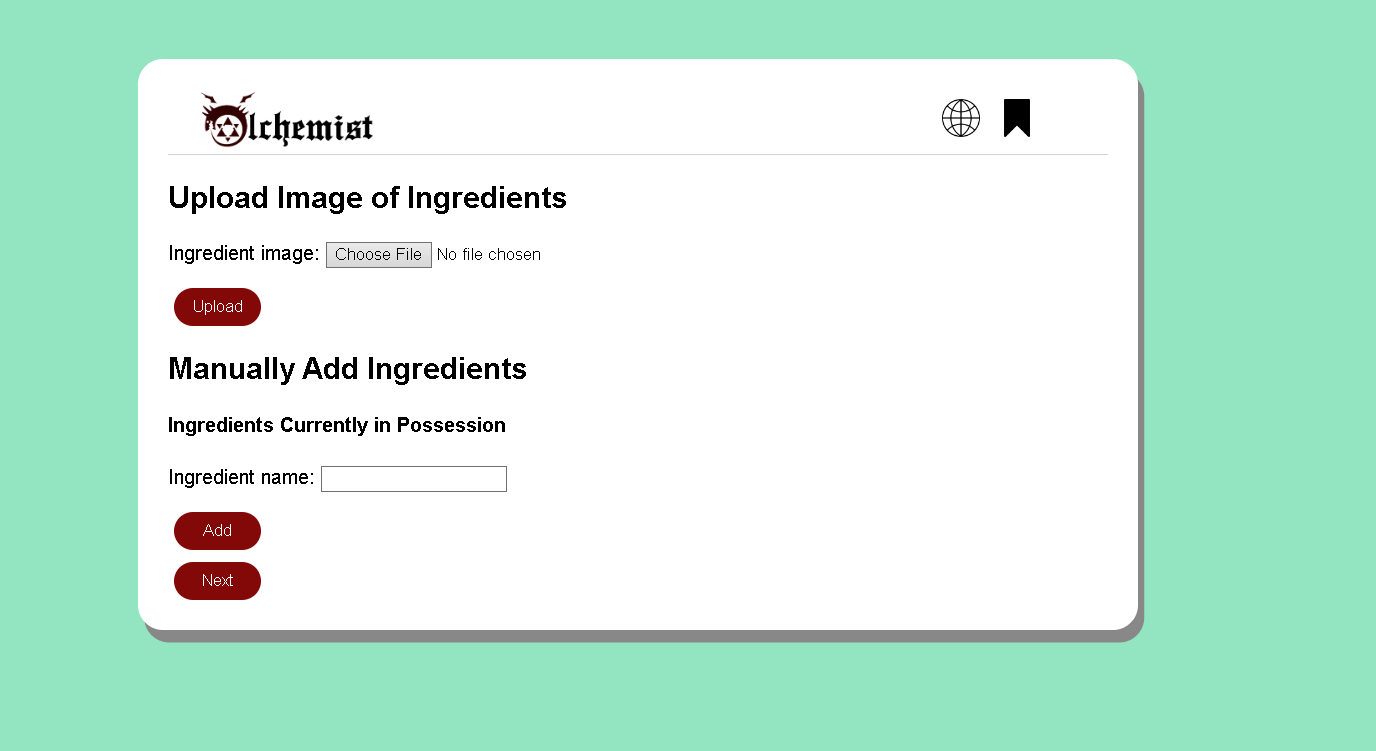 Olchemist
Upload Image of Ingredients
Ingredient image: Choose File No file chosen
Upload
Manually Add Ingredients
Ingredients Currently in Possession
Ingredient name:
Add
Next